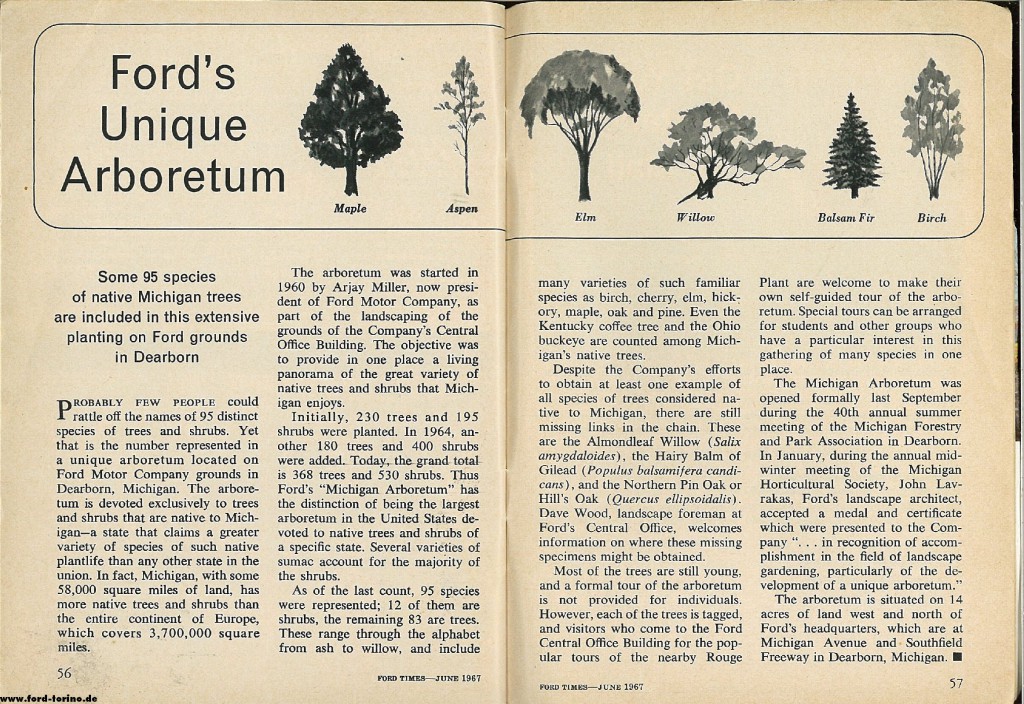 Ford's
Unique
Arboretum
Maple
Aspen
Elm
Willow
Balsam Fir
Birch
Some 95 species
of native Michigan trees
are included in this extensive
planting on Ford grounds
in Dearborn
PROBABLY FEW PEOPLE could
rattle off the names of 95 distinct
species of trees and shrubs. Yet
that is the number represented in
a unique arboretum located on
Ford Motor Company grounds in
Dearborn, Michigan. The arbore-
tum is devoted exclusively to trees
and shrubs that are native to Mich-
igan—a state that claims a greater
variety of species of such native
plantlife than any other state in the
union. In fact, Michigan, with some
58,000 square miles of land, has
more native trees and shrubs than
the entire continent of Europe,
which covers 3,700,000 square
miles.
The arboretum was started in
1960 by Arjay Miller, now presi-
dent of Ford Motor Company, as
part of the landscaping of the
grounds of the Company's Central
Office Building. The objective was
to provide in one place a living
panorama of the great variety of
native trees and shrubs that Mich-
igan enjoys.
Initially, 230 trees and 195
shrubs were planted. In 1964, an-
other 180 trees and 400 shrubs
were added. Today, the grand total
is 368 trees and 530 shrubs. Thus
Ford's "Michigan Arboretum" has
the distinction of being the largest
arboretum in the United States de-
voted to native trees and shrubs of
a specific state. Several varieties of
sumac account for the majority of
the shrubs.
As of the last count, 95 species
were represented; 12 of them are
shrubs, the remaining 83 are trees.
These range through the alphabet
from ash to willow, and include
56
FORD TIMES—JUNE 1967
many varieties of such familiar
species as birch, cherry, elm, hick-
ory, maple, oak and pine. Even the
Kentucky coffee tree and the Ohio
buckeye are counted among Mich-
igan's native trees.
Despite the Company's efforts
to obtain at least one example of
all species of trees considered na-
tive to Michigan, there are still
missing links in the chain. These
are the Almondleaf Willow (Salix
amygdaloides), the Hairy Balm of
Gilead (Populus balsamifera candi-
cans), and the Northern Pin Oak or
Hill's Oak (Quercus ellipsoidalis).
Dave Wood, landscape foreman at
Ford's Central Office, welcomes
information on where these missing
specimens might be obtained.
Most of the trees are still young,
and a formal tour of the arboretum
is not provided for individuals.
However, each of the trees is tagged,
and visitors who come to the Ford
Central Office Building for the pop-
ular tours of the nearby Rouge
Plant are welcome to make their
own self-guided tour of the arbo-
retum. Special tours can be arranged
for students and other groups who
have a particular interest in this
gathering of many species in one
place.
The Michigan Arboretum was
opened formally last September
during the 40th annual summer
meeting of the Michigan Forestry
and Park Association in Dearborn.
In January, during the annual mid-
winter meeting of the Michigan
Horticultural Society, John Lav-
rakas, Ford's landscape architect,
accepted a medal and certificate
which were presented to the Com-
pany ". . . in recognition of accom-
plishment in the field of landscape
gardening, particularly of the de-
velopment of a unique arboretum."
The arboretum is situated on 14
acres of land west and north of
Ford's headquarters, which are at
Michigan Avenue and Southfield
Freeway in Dearborn, Michigan. ■
FORD TIMES—JUNE 1967
57
www.ford-torino.de